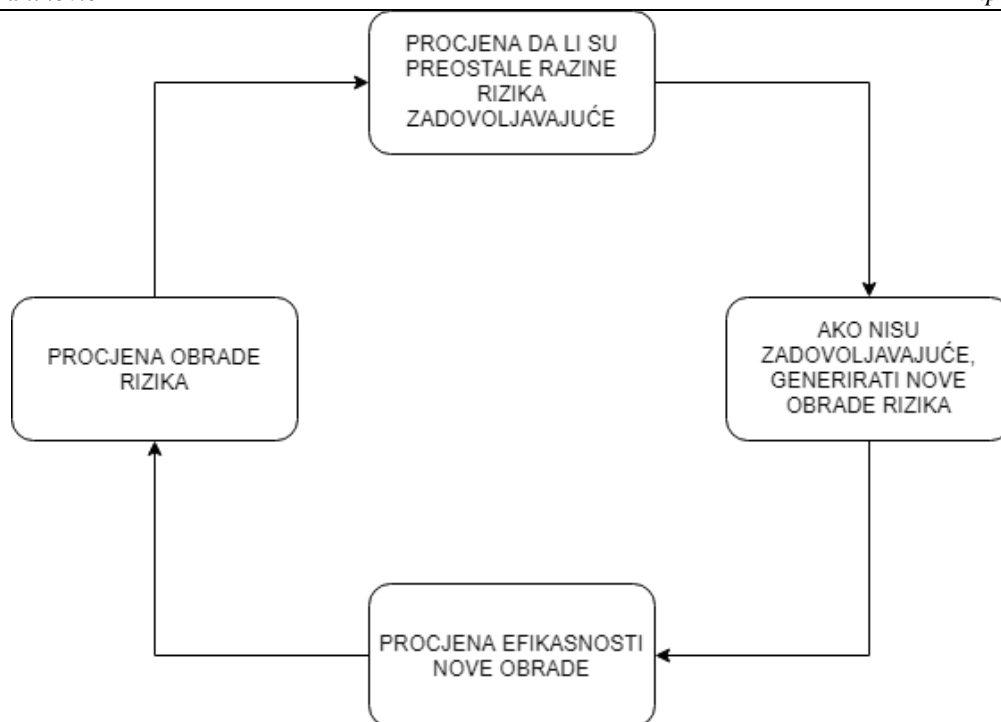 PROCJENA DA LI SU
PREOSTALE RAZINE
RIZIKA
ZADOVOLJAVAJUĆE
PROCJENA OBRADE
RIZIKA
AKO NISU
ZADOVOLJAVAJUĆE,
GENERIRATI NOVE
OBRADE RIZIKA
PROCJENA EFIKASNOSTI
NOVE OBRADE